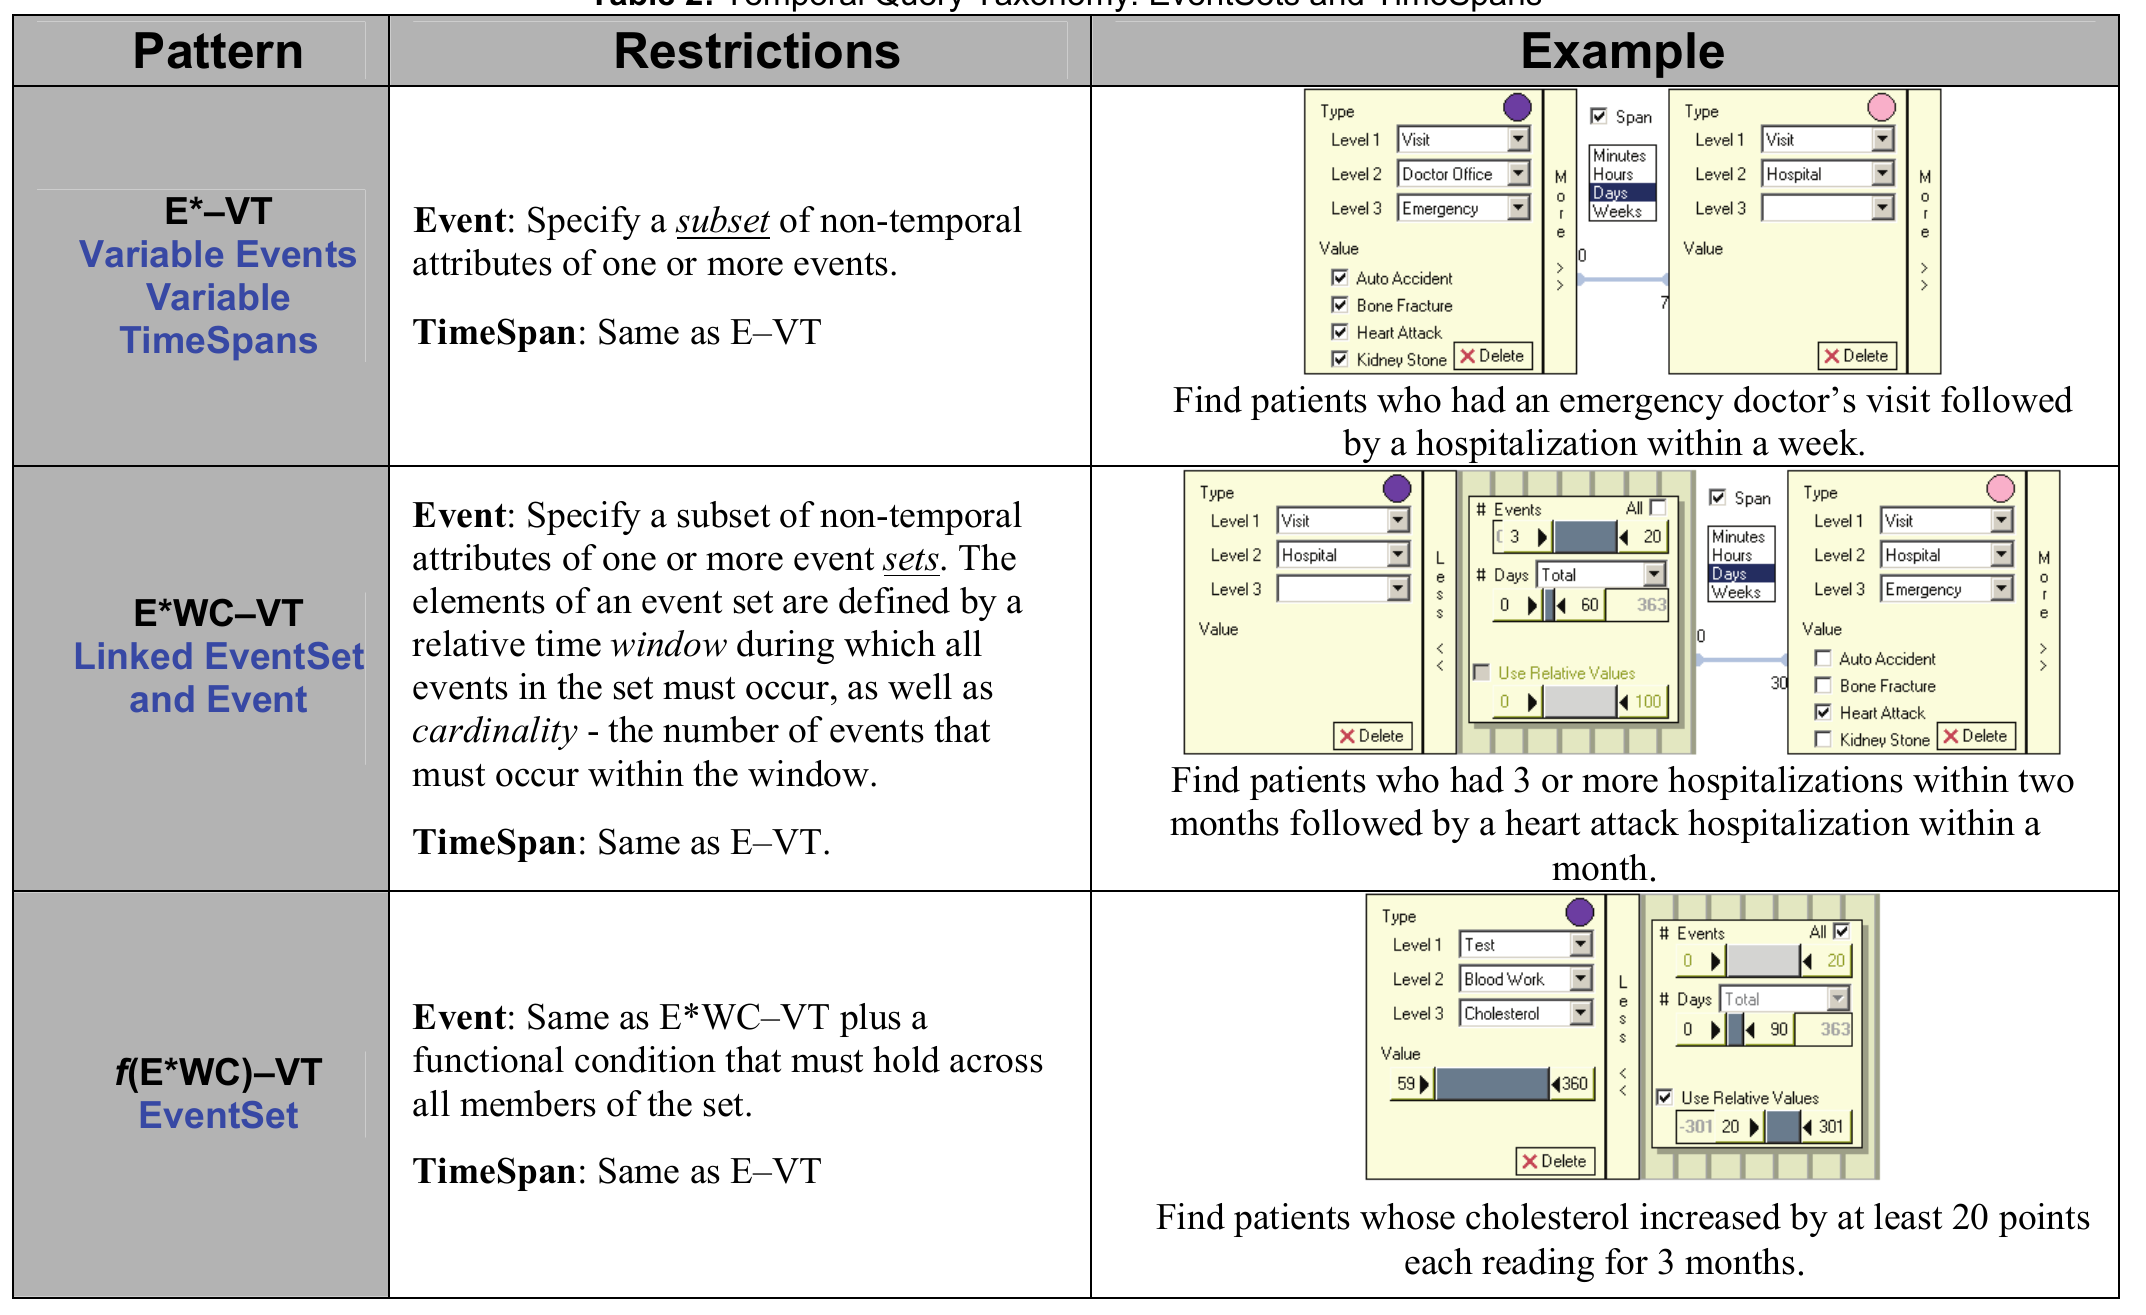 Table 2: Temporal Query Taxonomy: EventSets and TimeSpans
Pattern
Restrictions
Example
E*–VT
Variable Events
Variable
TimeSpans
Event: Specify a subset of non-temporal
attributes of one or more events.
TimeSpan: Same as E–VT
Type
Level 1 Visit
Level 2 Doctor Office
Level 3 Emergency
Value
Auto Accident
Bone Fracture
Heart Attack
Kidney Stone
Delete
More >>
Span
Minutes
Hours
Days
Weeks
0
7
Type
Level 1 Visit
Level 2 Hospital
Level 3
Value
Delete
More >>
Find patients who had an emergency doctor’s visit followed
by a hospitalization within a week.
E*WC–VT
Linked EventSet
and Event
Event: Specify a subset of non-temporal
attributes of one or more event sets. The
elements of an event set are defined by a
relative time window during which all
events in the set must occur, as well as
cardinality - the number of events that
must occur within the window.
TimeSpan: Same as E–VT.
Type
Level 1 Visit
Level 2 Hospital
Level 3
Value
Delete
Less <<
# Events All
3 20
# Days Total
0 60 363
Use Relative Values
0 100
Span
Minutes
Hours
Days
Weeks
0
30
Type
Level 1 Visit
Level 2 Hospital
Level 3 Emergency
Value
Auto Accident
Bone Fracture
Heart Attack
Kidney Stone
Delete
More >>
Find patients who had 3 or more hospitalizations within two
months followed by a heart attack hospitalization within a
month.
f(E*WC)–VT
EventSet
Event: Same as E*WC–VT plus a
functional condition that must hold across
all members of the set.
TimeSpan: Same as E–VT
Type
Level 1 Test
Level 2 Blood Work
Level 3 Cholesterol
Value
59 360
Delete
Less <<
# Events All
0 20
# Days Total
0 90 363
Use Relative Values
-301 20 301
Find patients whose cholesterol increased by at least 20 points
each reading for 3 months.